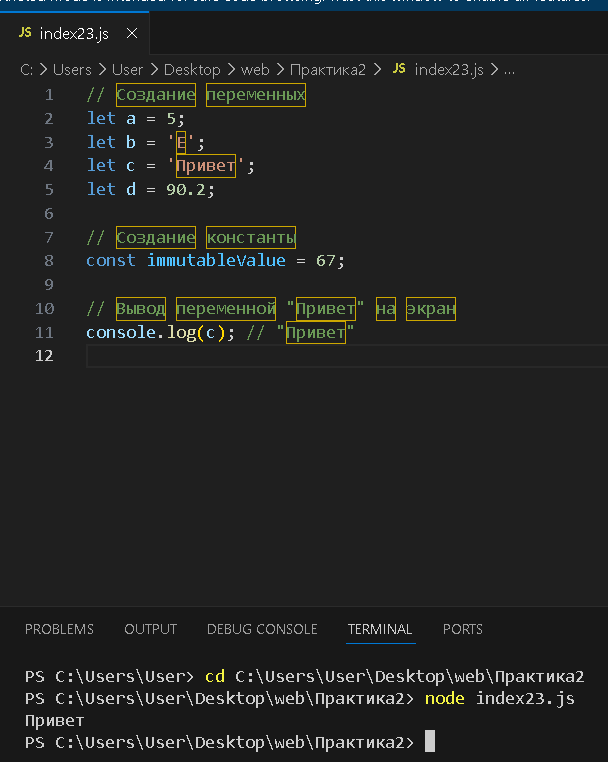 JS index23.js ×
C: > Users > User > Desktop > web > Практика2 > JS index23.js > ...
1 // Создание переменных
2 let a = 5;
3 let b = 'Е';
4 let c = 'Привет';
5 let d = 90.2;
6
7 // Создание константы
8 const immutableValue = 67;
9
10 // Вывод переменной "Привет" на экран
11 console.log(c); // "Привет"
12
PROBLEMS OUTPUT DEBUG CONSOLE TERMINAL PORTS
PS C:\Users\User> cd C:\Users\User\Desktop\web\Практика2
PS C:\Users\User\Desktop\web\Практика2> node index23.js
Привет
PS C:\Users\User\Desktop\web\Практика2>